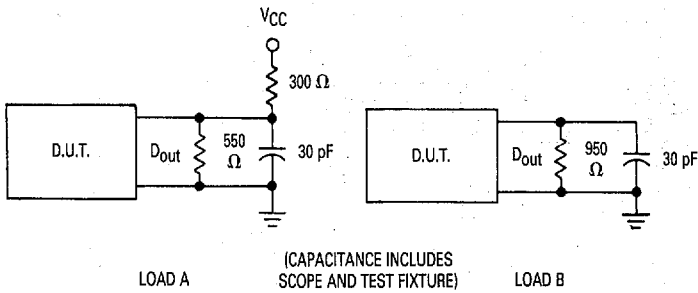 VCC
300 Ω
D.U.T.
Dout
550
Ω
30 pF
D.U.T.
Dout
950
Ω
30 pF
LOAD A
(CAPACITANCE INCLUDES
SCOPE AND TEST FIXTURE)
LOAD B